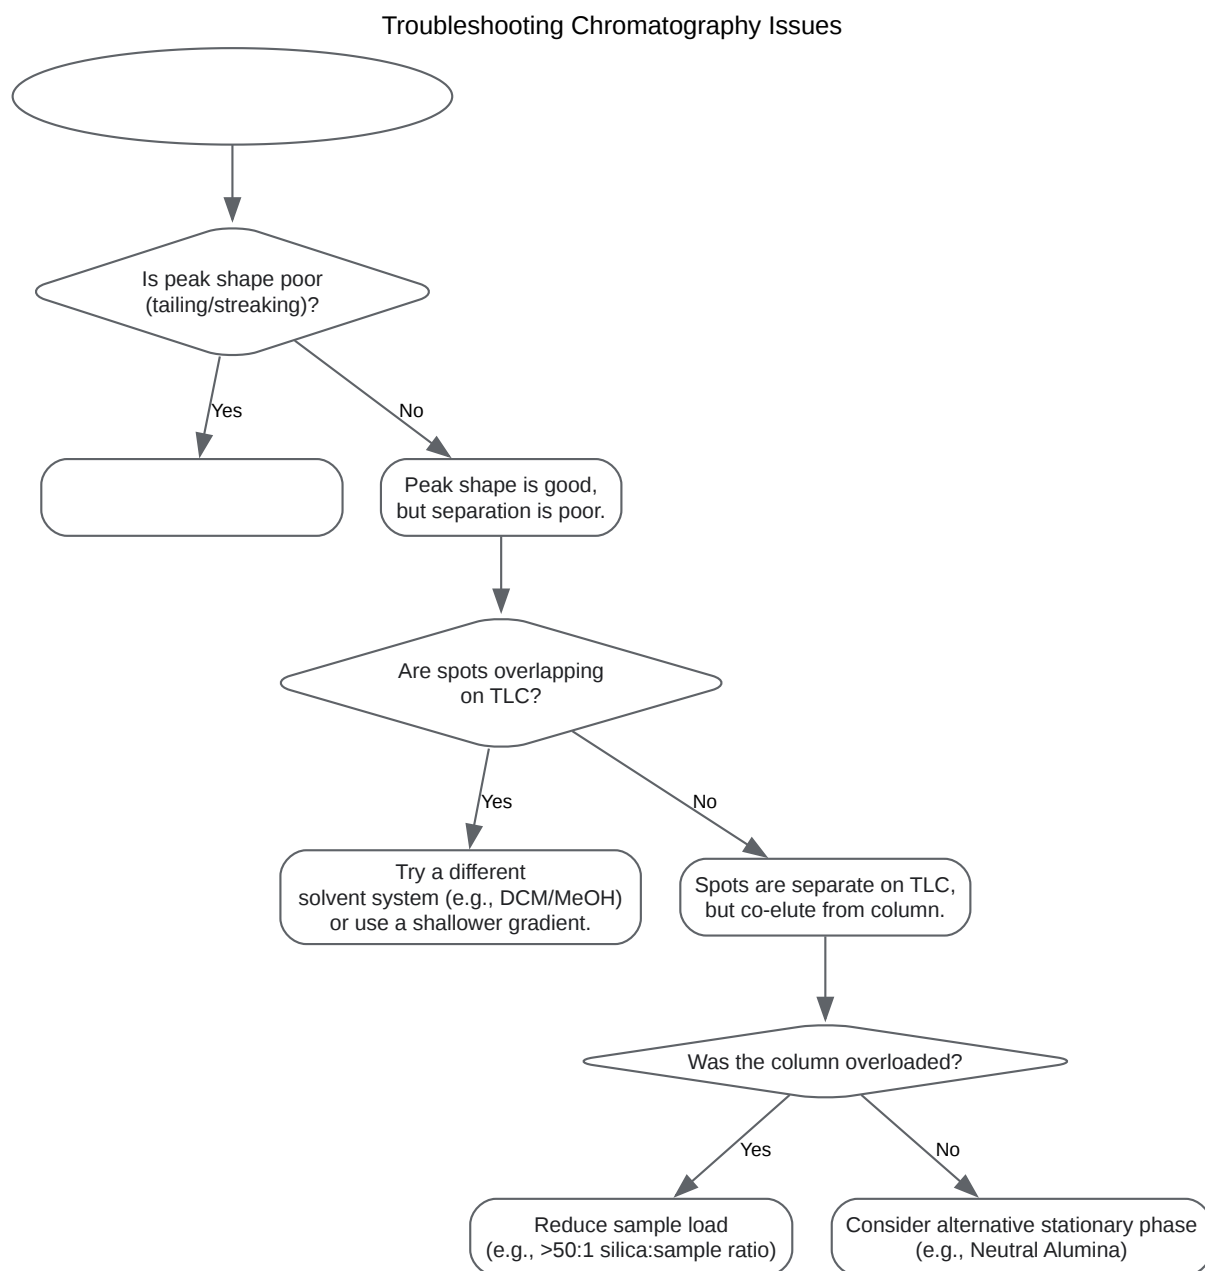 Troubleshooting Chromatography Issues
Is peak shape poor
(tailing/streaking)?
Yes
No
Peak shape is good,
but separation is poor.
Are spots overlapping
on TLC?
Yes
No
Try a different
solvent system (e.g., DCM/MeOH)
or use a shallower gradient.
Spots are separate on TLC,
but co-elute from column.
Was the column overloaded?
Yes
No
Reduce sample load
(e.g., >50:1 silica:sample ratio)
Consider alternative stationary phase
(e.g., Neutral Alumina)